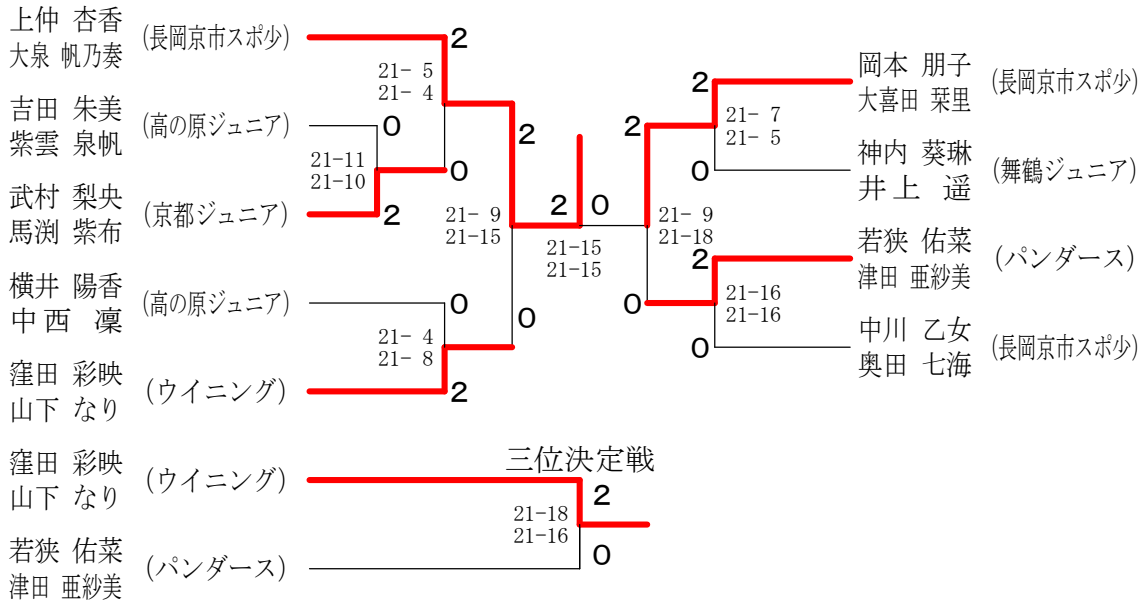 上仲 杏香
大泉 帆乃奏
(長岡京市スポ少)
2
21- 5
21- 4
吉田 朱美
紫雲 泉帆
(高の原ジュニア)
0
21-11
21-10
0
武村 梨央
馬渕 紫布
(京都ジュニア)
2
2
21- 9
21-15
横井 陽香
中西 凜
(高の原ジュニア)
0
0
21- 4
21- 8
窪田 彩映
山下 なり
(ウイニング)
2
2
0
21-15
21-15
岡本 朋子
大喜田 栞里
(長岡京市スポ少)
2
21- 7
21- 5
2
神内 葵琳
井上 遥
(舞鶴ジュニア)
0
21- 9
21-18
若狭 佑菜
津田 亜紗美
(パンダース)
2
0
21-16
21-16
中川 乙女
奥田 七海
(長岡京市スポ少)
0
三位決定戦
窪田 彩映
山下 なり
(ウイニング)
2
21-18
21-16
若狭 佑菜
津田 亜紗美
(パンダース)
0